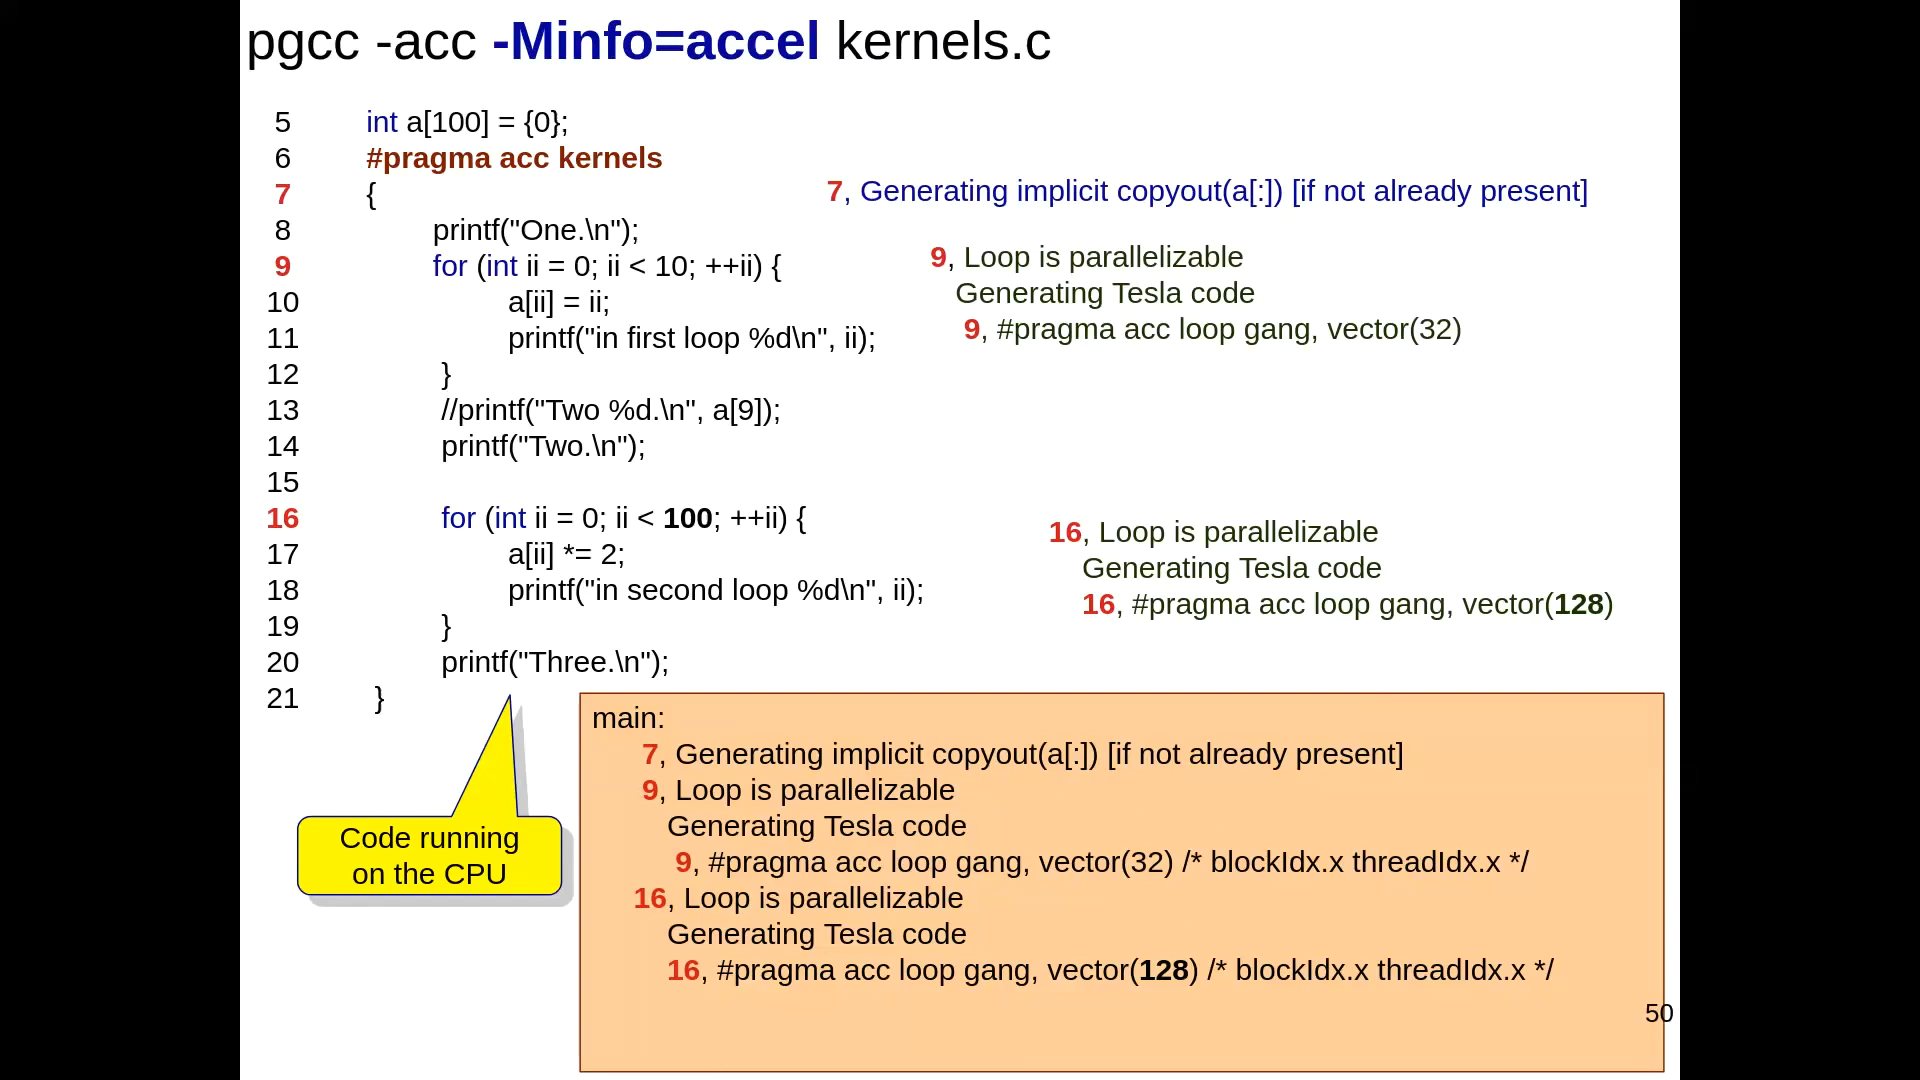 pgcc -acc -Minfo=accel kernels.c
5 int a[100] = {0};
6 #pragma acc kernels
7 { 7, Generating implicit copyout(a[:]) [if not already present]
8 printf("One.\n");
9 for (int ii = 0; ii < 10; ++ii) { 9, Loop is parallelizable
10 a[ii] = ii; Generating Tesla code
11 printf("in first loop %d\n", ii); 9, #pragma acc loop gang, vector(32)
12 }
13 //printf("Two %d.\n", a[9]);
14 printf("Two.\n");
15
16 for (int ii = 0; ii < 100; ++ii) { 16, Loop is parallelizable
17 a[ii] *= 2; Generating Tesla code
18 printf("in second loop %d\n", ii); 16, #pragma acc loop gang, vector(128)
19 }
20 printf("Three.\n");
21 }
Code running
on the CPU
main:
7, Generating implicit copyout(a[:]) [if not already present]
9, Loop is parallelizable
Generating Tesla code
9, #pragma acc loop gang, vector(32) /* blockIdx.x threadIdx.x */
16, Loop is parallelizable
Generating Tesla code
16, #pragma acc loop gang, vector(128) /* blockIdx.x threadIdx.x */
50